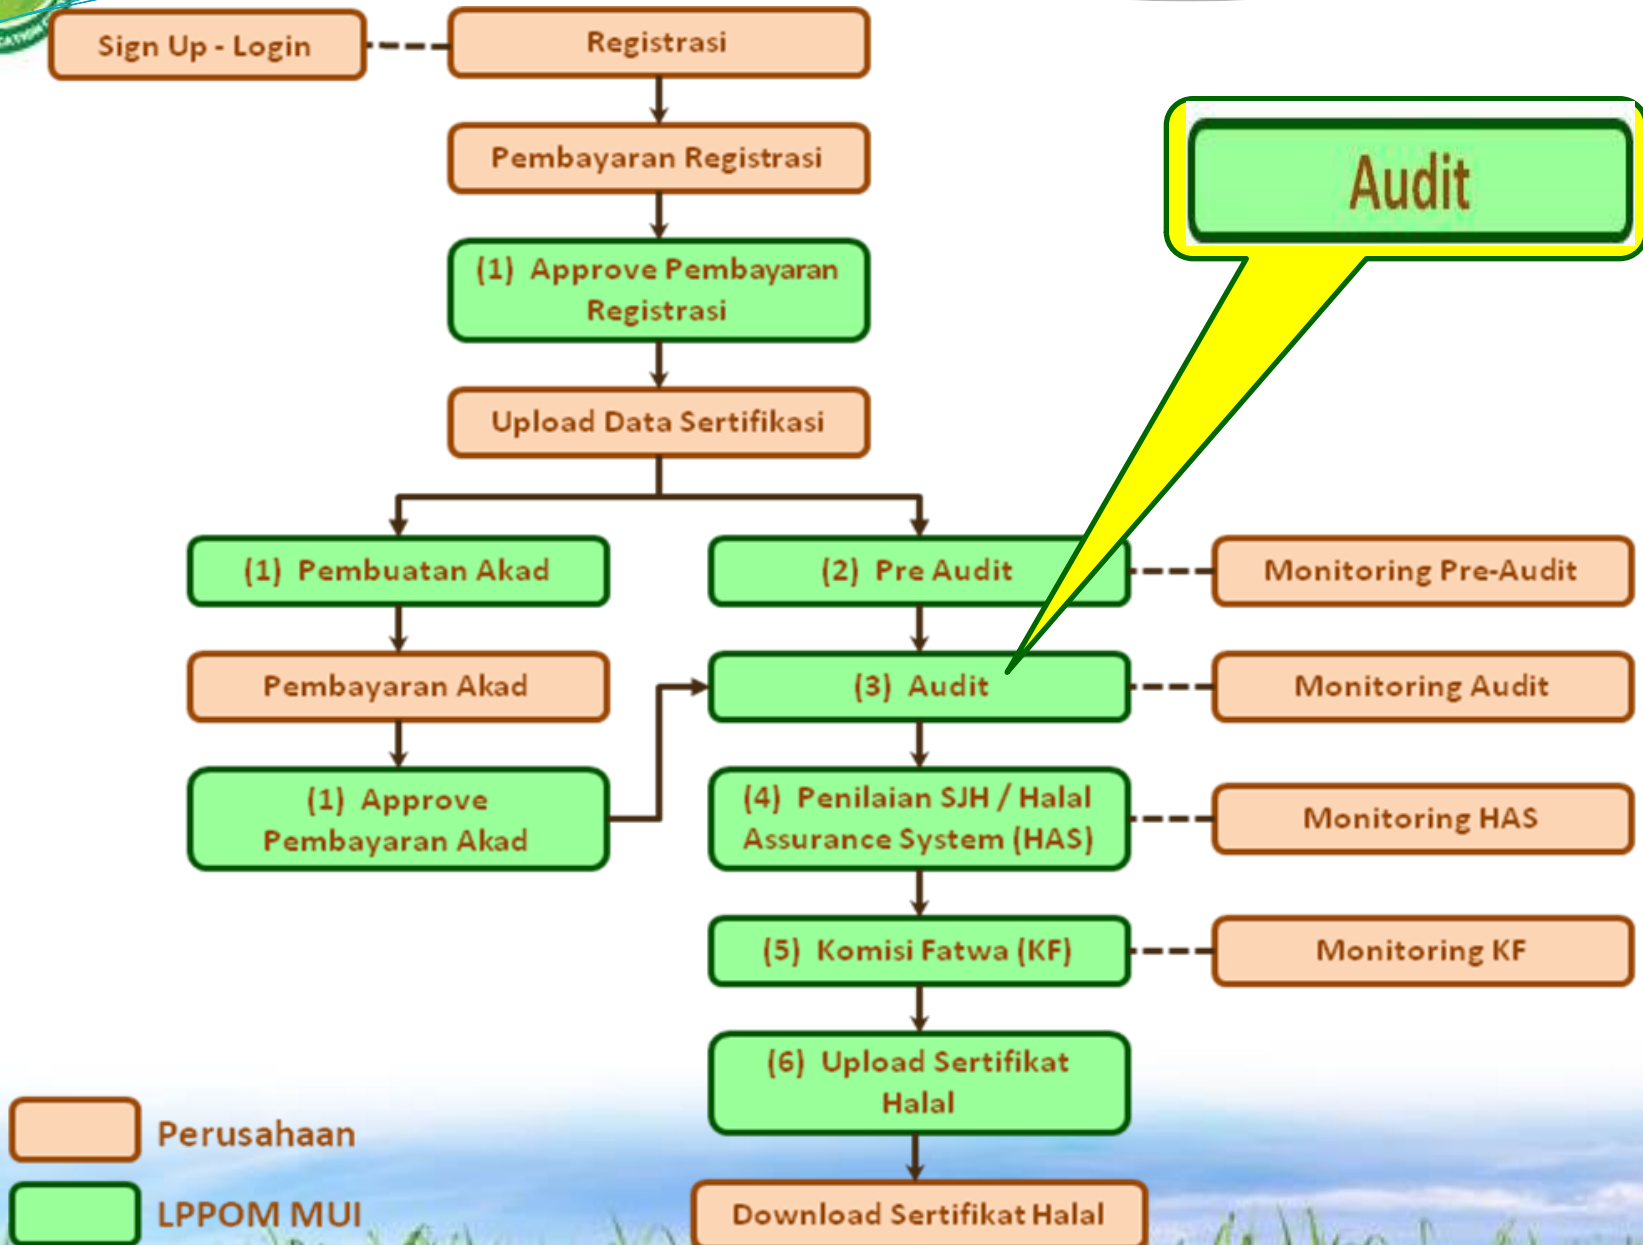 Sign Up - Login
Registrasi
Pembayaran Registrasi
Audit
(1) Approve Pembayaran
Registrasi
Upload Data Sertifikasi
(1) Pembuatan Akad
(2) Pre Audit
Monitoring Pre-Audit
Pembayaran Akad
(3) Audit
Monitoring Audit
(1) Approve
Pembayaran Akad
(4) Penilaian SJH / Halal
Assurance System (HAS)
Monitoring HAS
(5) Komisi Fatwa (KF)
Monitoring KF
(6) Upload Sertifikat
Halal
Perusahaan
LPPOM MUI
Download Sertifikat Halal